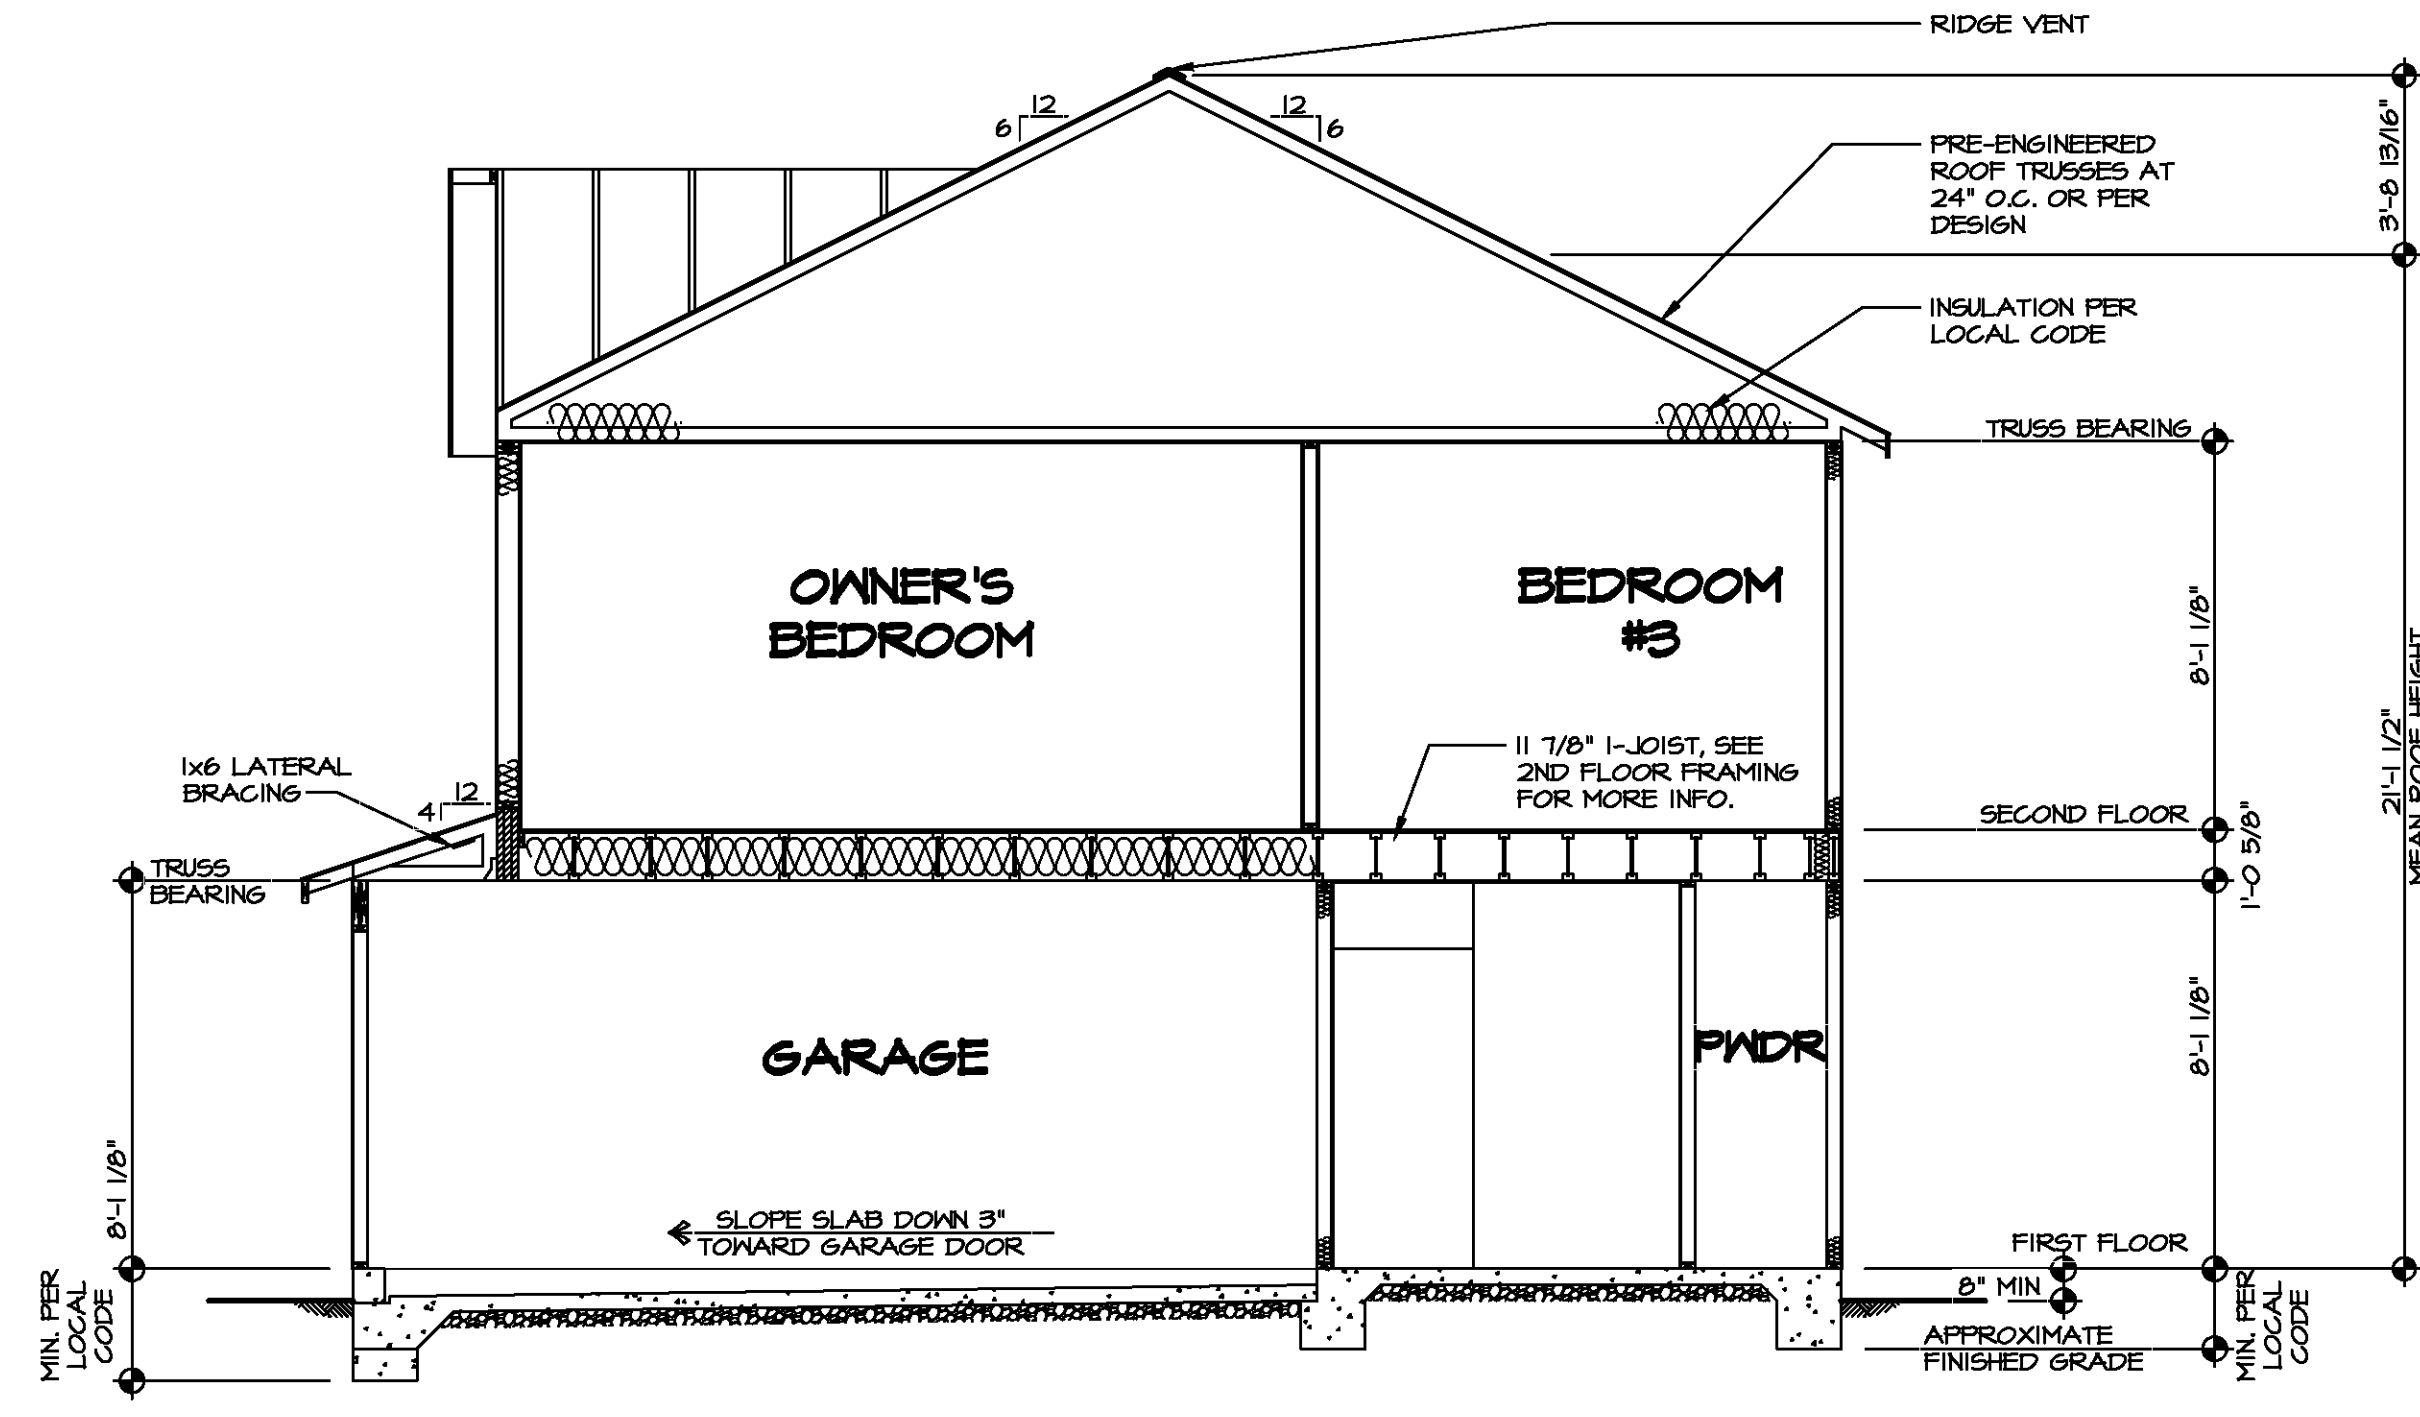 RIDGE VENT
12
6
12
6
3'-8 13/16"
PRE-ENGINEERED
ROOF TRUSSES AT
24" O.C. OR PER
DESIGN
INSULATION PER
LOCAL CODE
TRUSS BEARING
OWNER'S
BEDROOM
BEDROOM
#3
8'-1 1/8"
11 7/8" I-JOIST, SEE
2ND FLOOR FRAMING
FOR MORE INFO.
1x6 LATERAL
BRACING
12
4
SECOND FLOOR
1'-0 5/8"
21'-1 1/2"
MEAN ROOF HEIGHT
TRUSS
BEARING
GARAGE
PWDR
8'-1 1/8"
8'-1 1/8"
SLOPE SLAB DOWN 3"
TOWARD GARAGE DOOR
FIRST FLOOR
8" MIN
APPROXIMATE
FINISHED GRADE
MIN. PER
LOCAL
CODE
MIN. PER
LOCAL
CODE